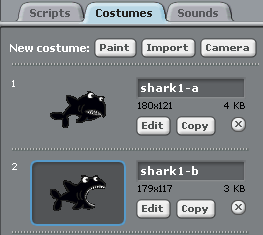 Scripts Costumes Sounds
New costume: Paint Import Camera
1
shark1-a
180x121 4 KB
Edit Copy
2
shark1-b
179x117 3 KB
Edit Copy